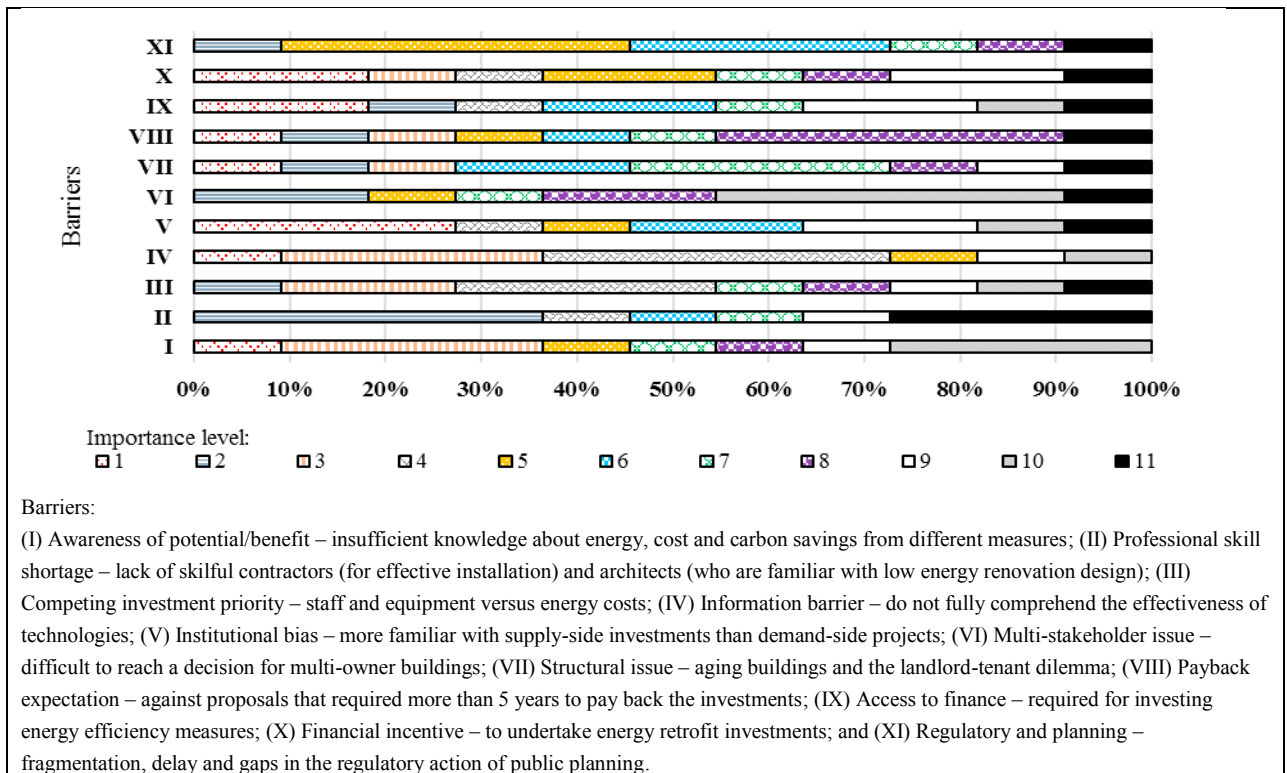 XI
X
IX
VIII
VII
VI
V
IV
III
II
I
Barriers
0% 10% 20% 30% 40% 50% 60% 70% 80% 90% 100%
Importance level:
1 2 3 4 5 6 7 8 9 10 11
Barriers:
(I) Awareness of potential/benefit – insufficient knowledge about energy, cost and carbon savings from different measures; (II) Professional skill
shortage – lack of skilful contractors (for effective installation) and architects (who are familiar with low energy renovation design); (III)
Competing investment priority – staff and equipment versus energy costs; (IV) Information barrier – do not fully comprehend the effectiveness of
technologies; (V) Institutional bias – more familiar with supply-side investments than demand-side projects; (VI) Multi-stakeholder issue –
difficult to reach a decision for multi-owner buildings; (VII) Structural issue – aging buildings and the landlord-tenant dilemma; (VIII) Payback
expectation – against proposals that required more than 5 years to pay back the investments; (IX) Access to finance – required for investing
energy efficiency measures; (X) Financial incentive – to undertake energy retrofit investments; and (XI) Regulatory and planning –
fragmentation, delay and gaps in the regulatory action of public planning.